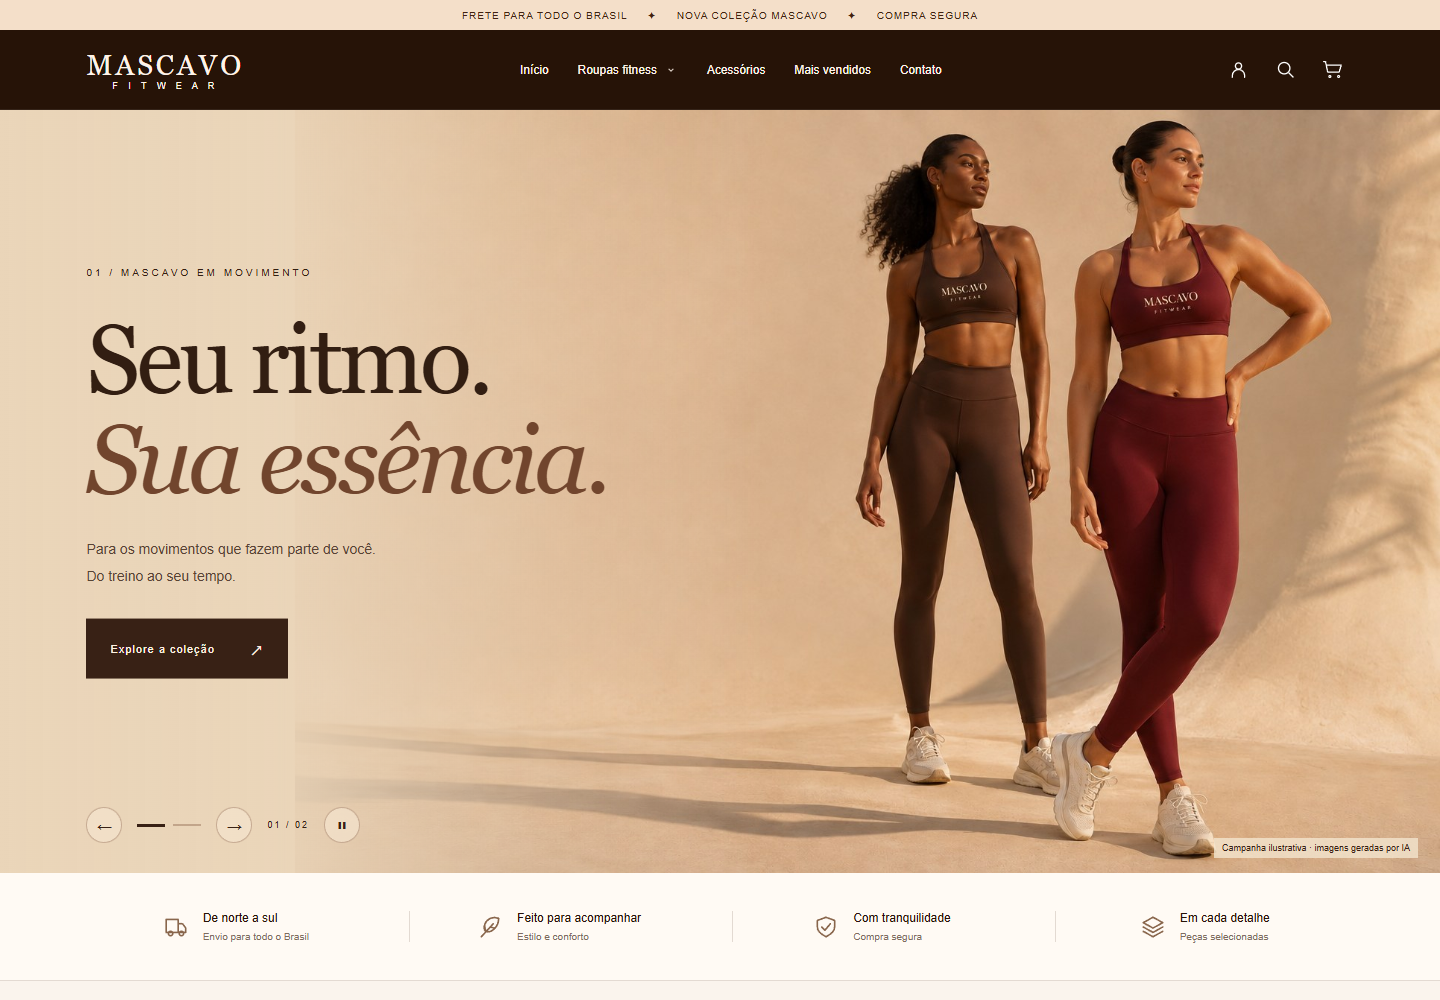 FRETE PARA TODO O BRASIL ✦ NOVA COLEÇÃO MASCAVO ✦ COMPRA SEGURA
MASCAVO
FITWEAR
Início Roupas fitness Acessórios Mais vendidos Contato
01 / MASCAVO EM MOVIMENTO
Seu ritmo.
Sua essência.
Para os movimentos que fazem parte de você.
Do treino ao seu tempo.
Explore a coleção ↗
← → 01 / 02
MASCAVO
FITWEAR
MASCAVO
FITWEAR
Campanha ilustrativa · imagens geradas por IA
De norte a sul
Envio para todo o Brasil
Feito para acompanhar
Estilo e conforto
Com tranquilidade
Compra segura
Em cada detalhe
Peças selecionadas